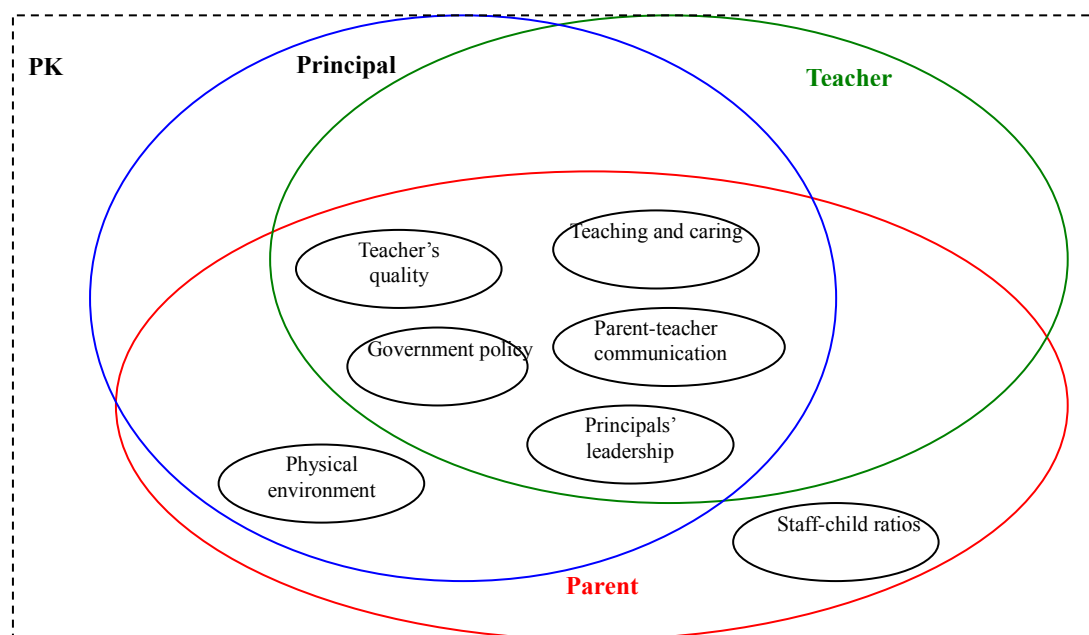 PK
Principal
Teacher
Teaching and caring
Teacher’s
quality
Parent-teacher
communication
Government policy
Principals’
leadership
Physical
environment
Staff-child ratios
Parent